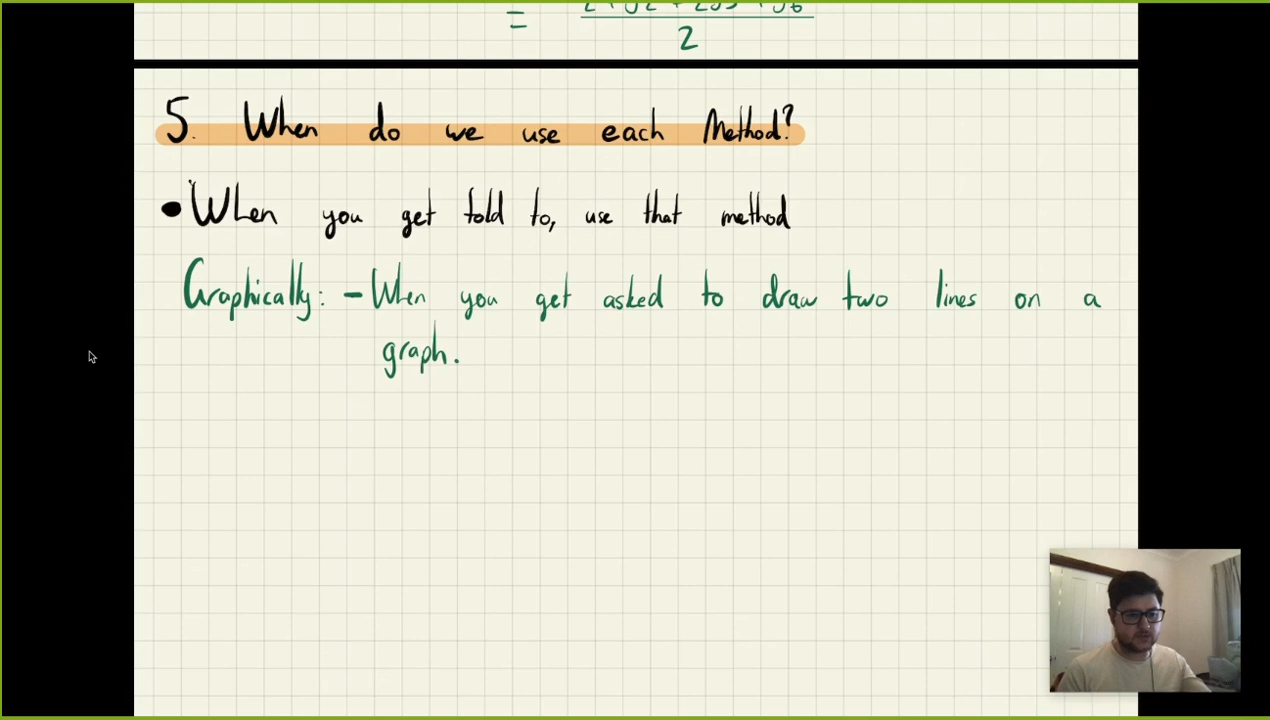 =
2
5. When do we use each Method?
• When you get told to, use that method
Graphically: - When you get asked to draw two lines on a
graph.